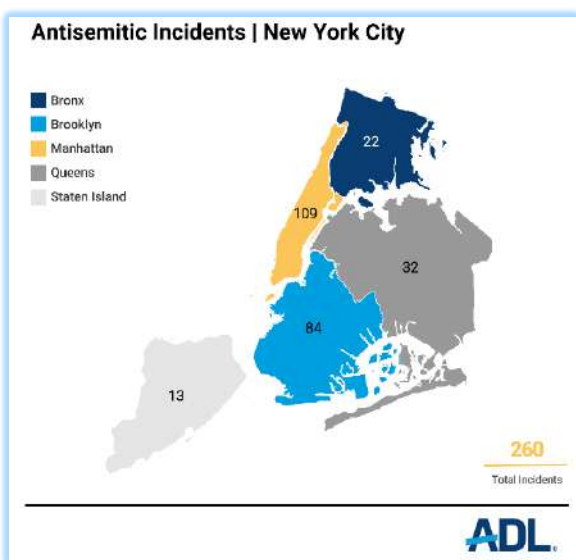 Antisemitic Incidents | New York City
Bronx
Brooklyn
Manhattan
Queens
Staten Island
22
109
32
84
13
260
Total Incidents
ADL